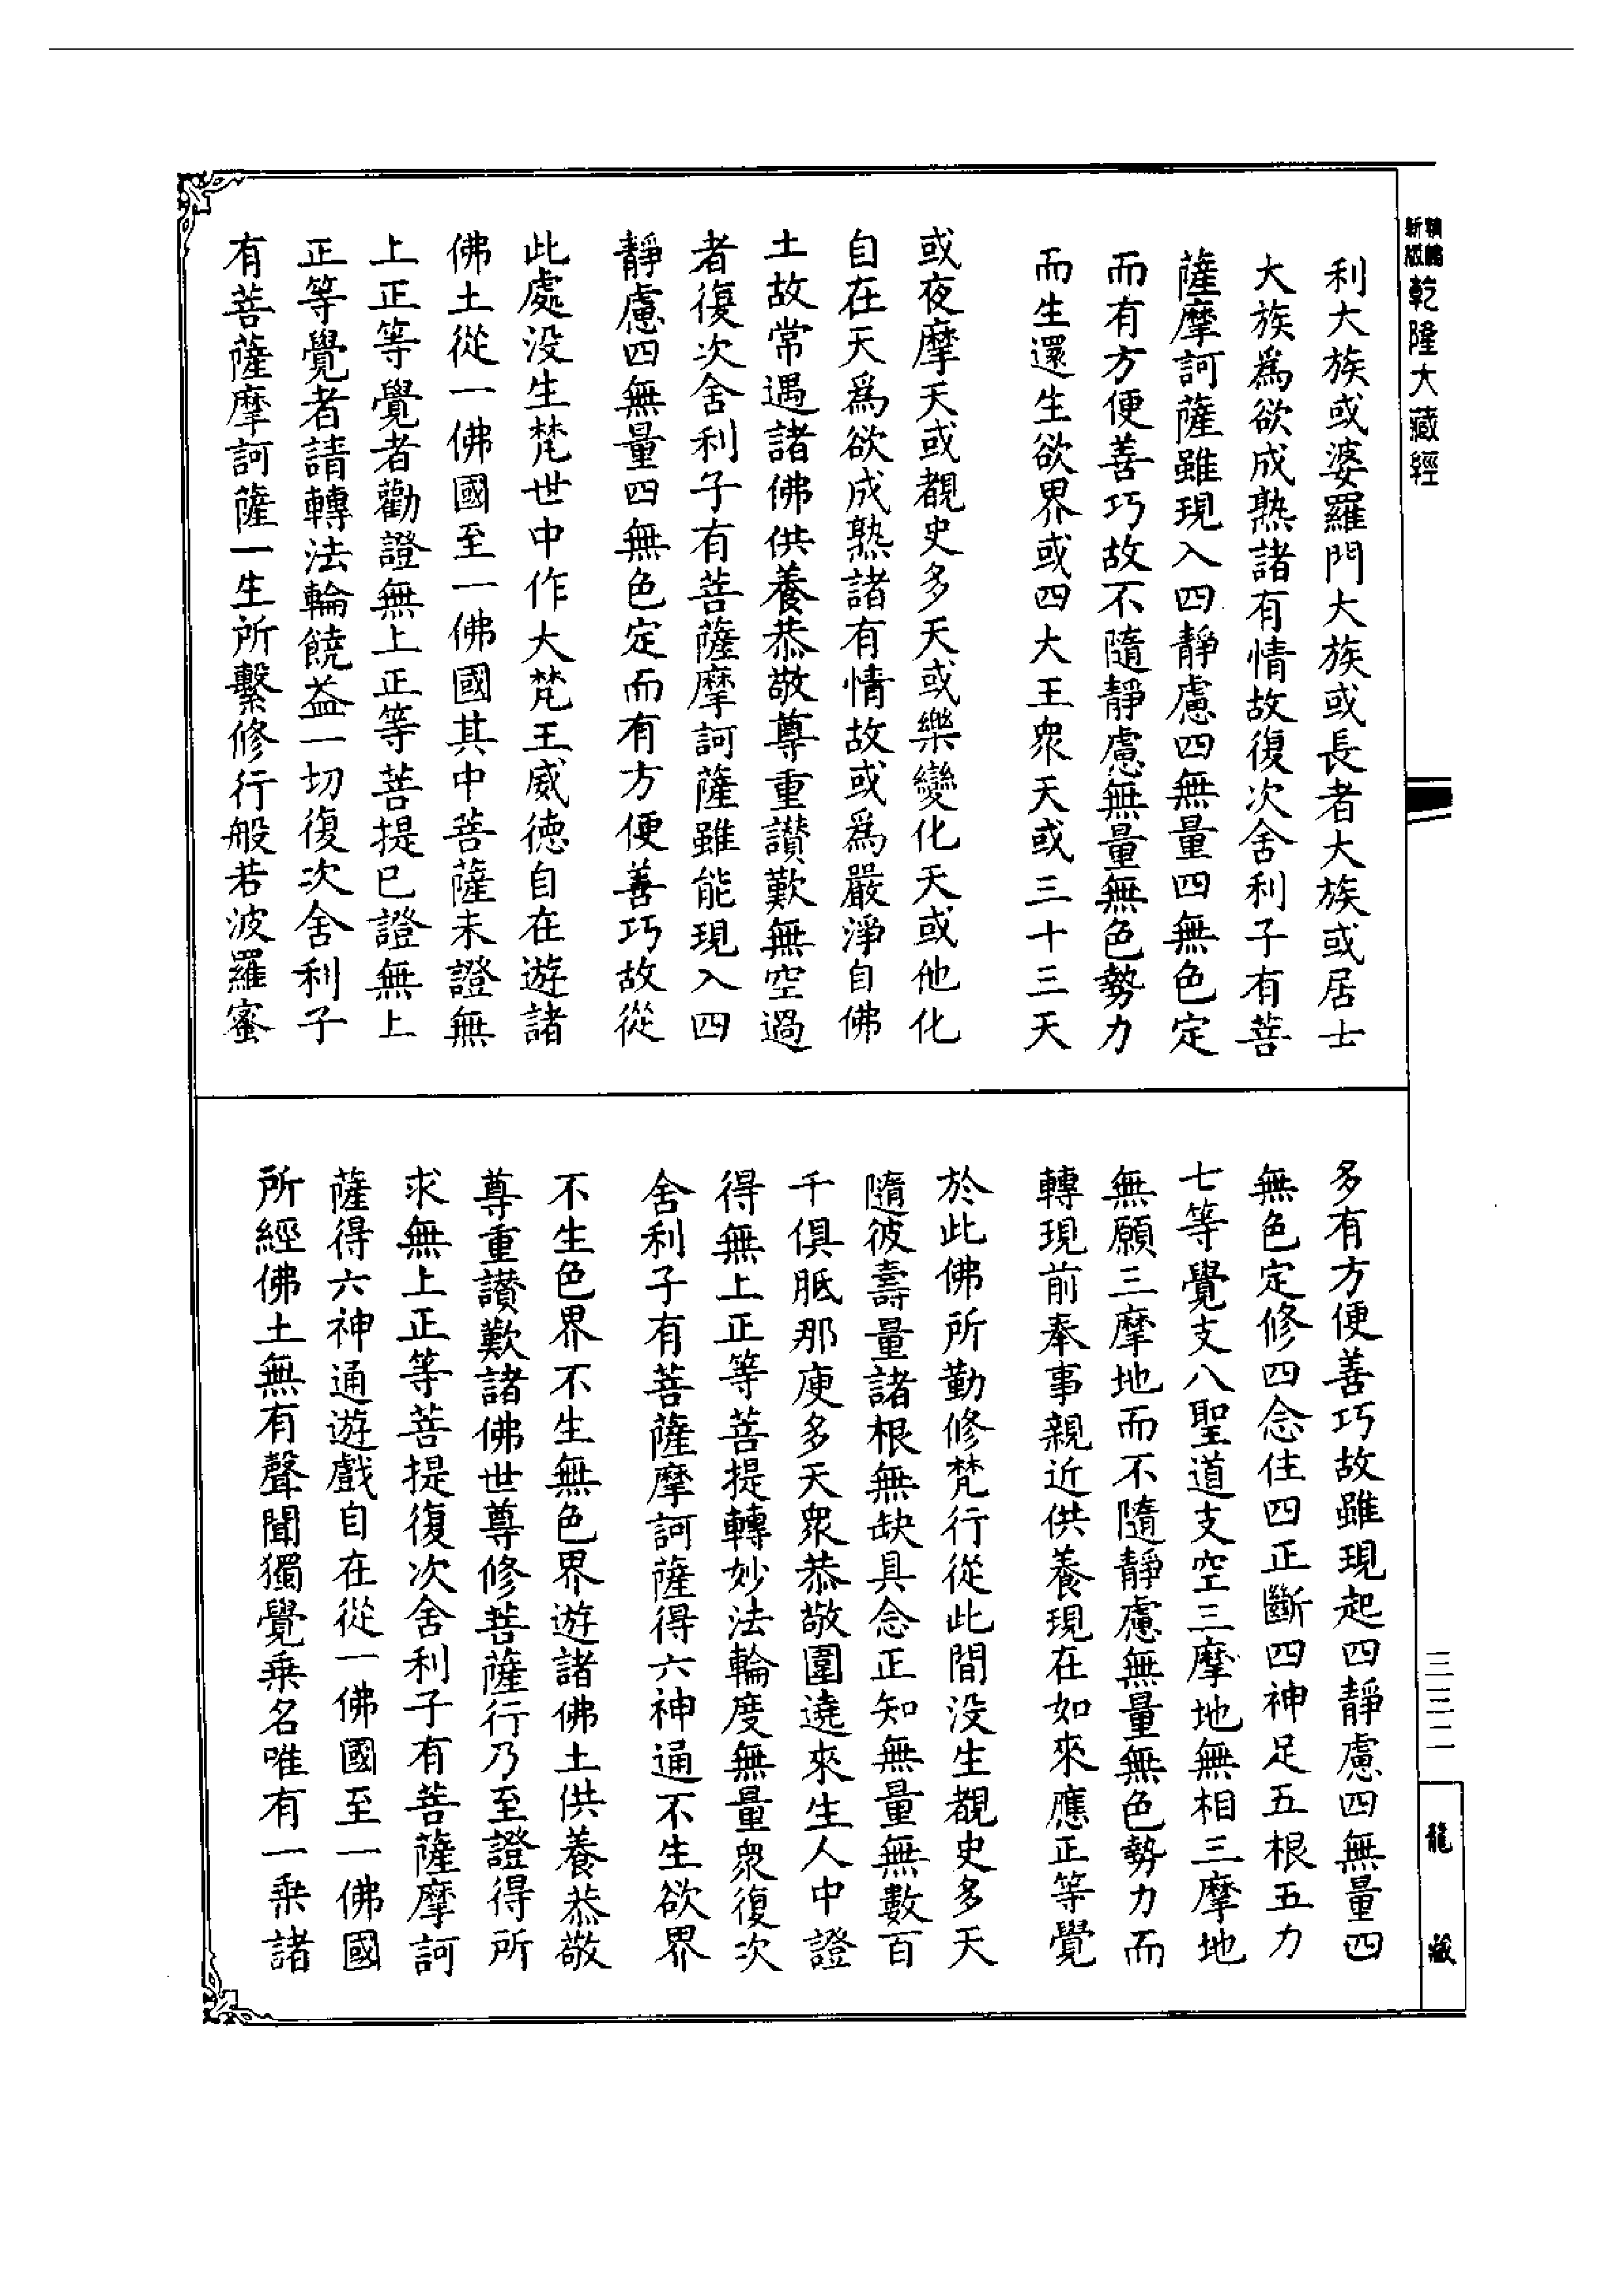 精編
新版
乾隆大藏經
利大族或婆羅門大族或長者大族或居士
大族爲欲成熟諸有情故復次舍利子有菩
薩摩訶薩雖現入四靜慮四無量四無色定
而有方便善巧故不隨靜慮無量無色勢力
而生還生欲界或四大王衆天或三十三天
或夜摩天或覩史多天或樂變化天或他化
自在天爲欲成熟諸有情故或爲嚴淨自佛
土故常遇諸佛供養恭敬尊重讃歎無空過
者復次舍利子有菩薩摩訶薩雖能現入四
靜慮四無量四無色定而有方便善巧故從
此處没生梵世中作大梵王威徳自在遊諸
佛土從一佛國至一佛國其中菩薩未證無
上正等覺者勸證無上正等菩提已證無上
正等覺者請轉法輪饒益一切復次舍利子
有菩薩摩訶薩一生所繫修行般若波羅蜜
多有方便善巧故雖現起四靜慮四無量四
無色定修四念住四正斷四神足五根五力
七等覺支八聖道支空三摩地無相三摩地
無願三摩地而不隨靜慮無量無色勢力而
轉現前奉事親近供養現在如來應正等覺
於此佛所勤修梵行從此間没生覩史多天
隨彼壽量諸根無缺具念正知無量無數百
千俱胝那庾多天衆恭敬圍遶來生人中證
得無上正等菩提轉妙法輪度無量衆復次
舍利子有菩薩摩訶薩得六神通不生欲界
不生色界不生無色界遊諸佛土供養恭敬
尊重讃歎諸佛世尊修菩薩行乃至證得所
求無上正等菩提復次舍利子有菩薩摩訶
薩得六神通遊戲自在從一佛國至一佛國
所經佛土無有聲聞獨覺乗名唯有一乗諸
三三二
龍藏